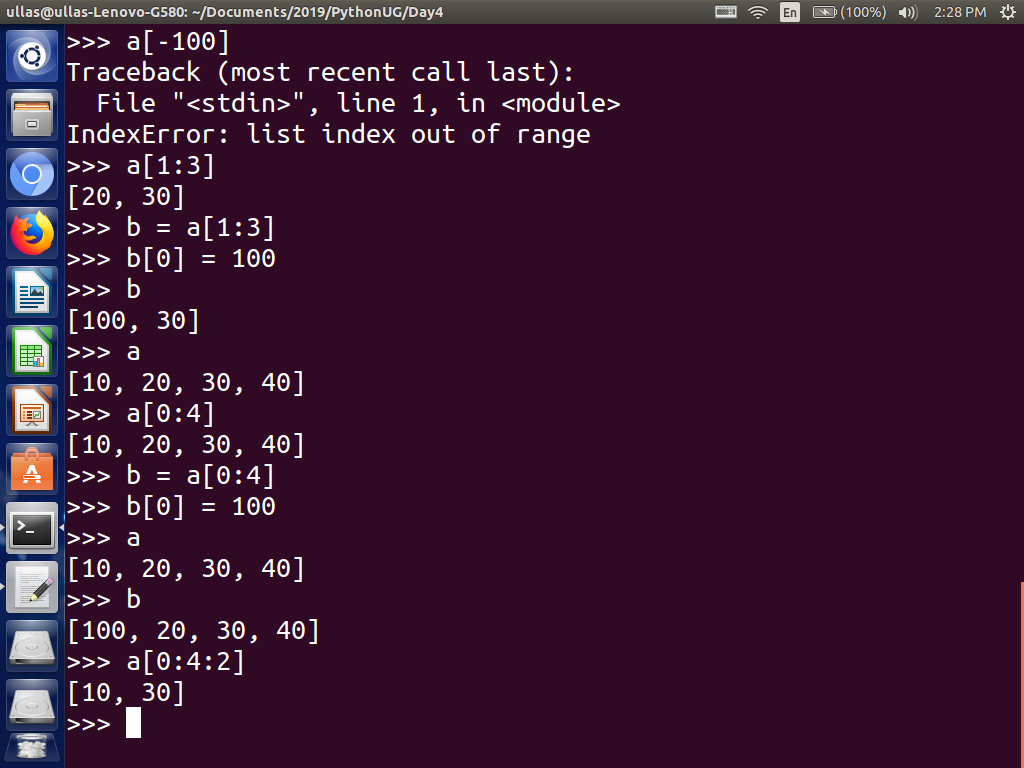 ullas@ullas-Lenovo-G580: ~/Documents/2019/PythonUG/Day4
En
(100%)
2:28 PM
>>> a[-100]
Traceback (most recent call last):
  File "<stdin>", line 1, in <module>
IndexError: list index out of range
>>> a[1:3]
[20, 30]
>>> b = a[1:3]
>>> b[0] = 100
>>> b
[100, 30]
>>> a
[10, 20, 30, 40]
>>> a[0:4]
[10, 20, 30, 40]
>>> b = a[0:4]
>>> b[0] = 100
>>> a
[10, 20, 30, 40]
>>> b
[100, 20, 30, 40]
>>> a[0:4:2]
[10, 30]
>>>